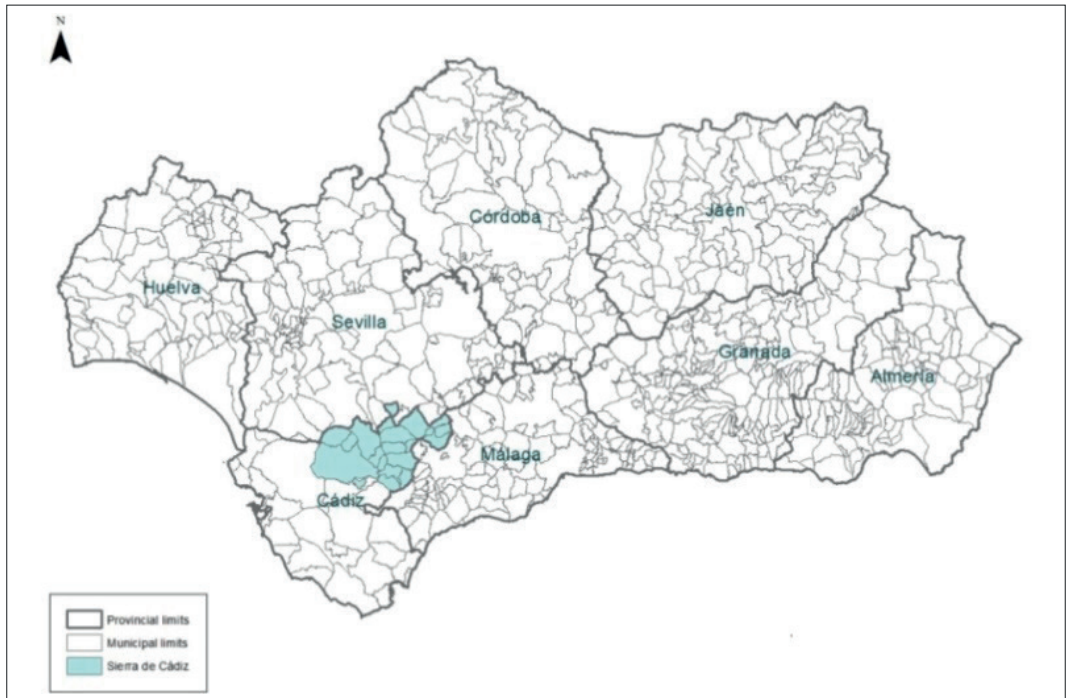 N
Córdoba
Jaén
Huelva
Sevilla
Granada
Almería
Málaga
Cádiz
Provincial limits
Municipal limits
Sierra de Cádiz